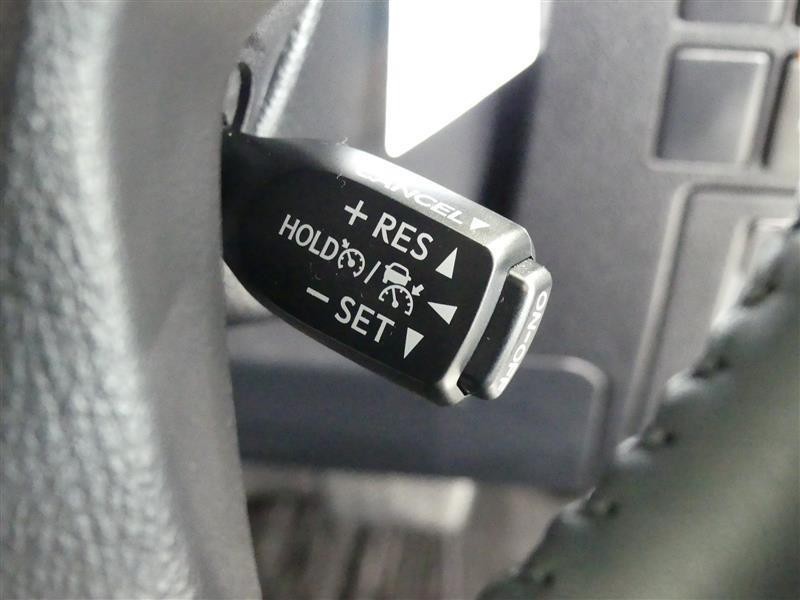 CANCEL▼
+ RES ▲
HOLD /
- SET ▼
ON-OFF